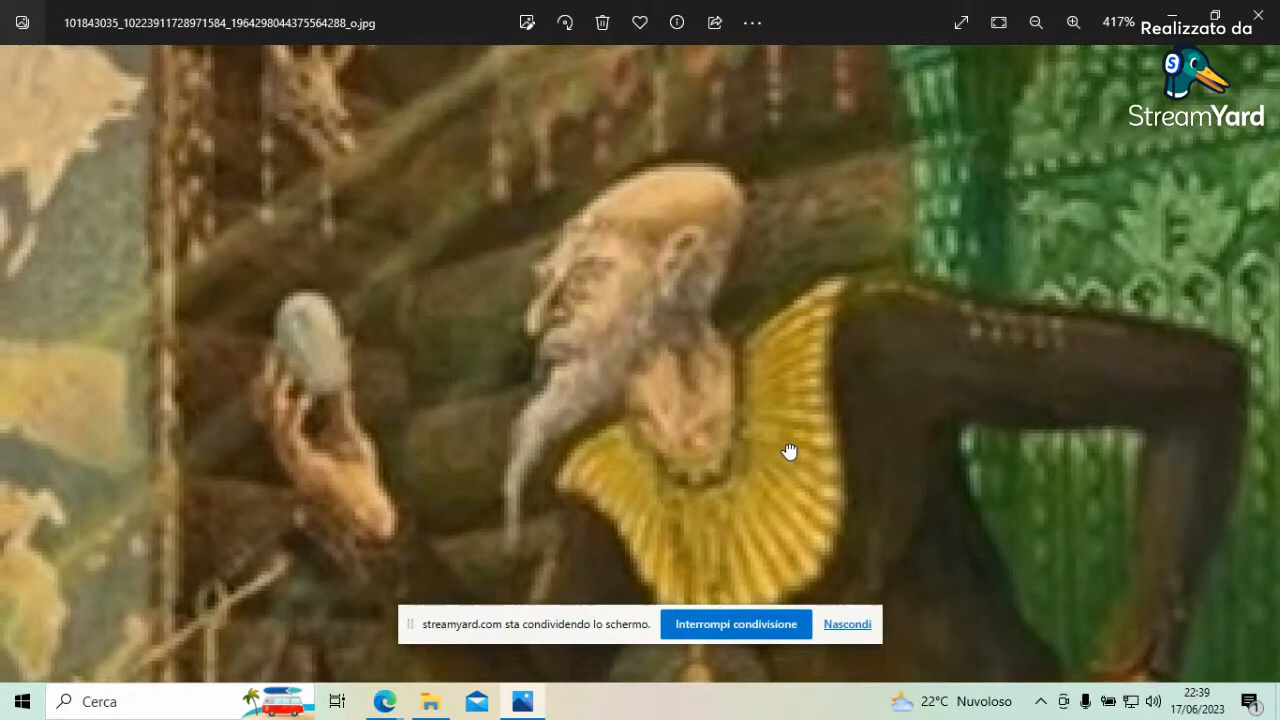 101843035_10223911728971584_1964298044375564288_o.jpg
417%
Realizzato da
S
StreamYard
streamyard.com sta condividendo lo schermo.
Interrompi condivisione
Nascondi
Cerca
22°C Nuvoloso
22:39
17/06/2023
1